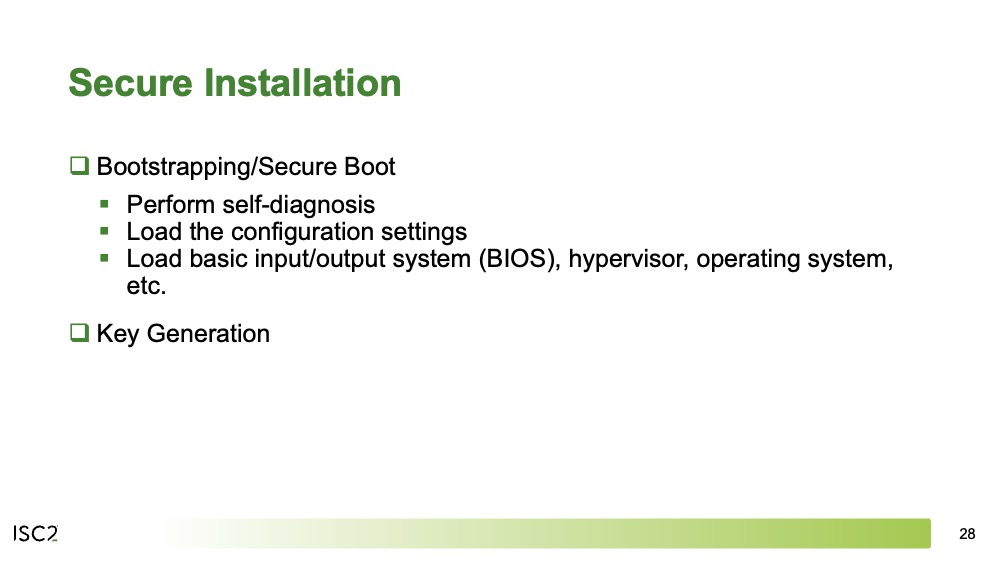 Secure Installation
Bootstrapping/Secure Boot
Perform self-diagnosis
Load the configuration settings
Load basic input/output system (BIOS), hypervisor, operating system,
etc.
Key Generation
ISC2
28